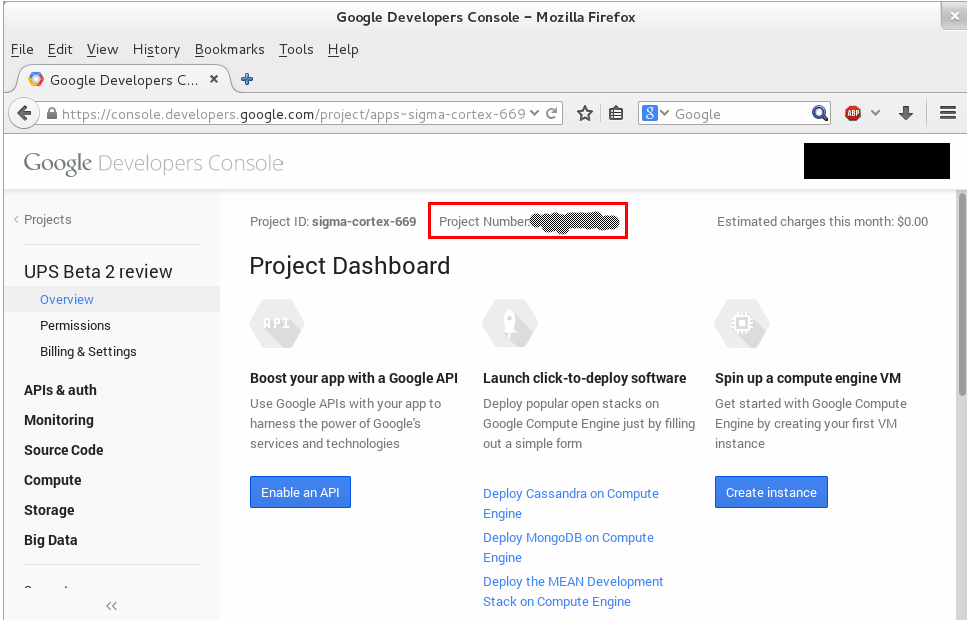 Google Developers Console - Mozilla Firefox
File Edit View History Bookmarks Tools Help
Google Developers C...
https://console.developers.google.com/project/apps~sigma-cortex-669
Google
ABP
Google Developers Console
< Projects
Project ID: sigma-cortex-669
Project Number:
Estimated charges this month: $0.00
UPS Beta 2 review
Overview
Permissions
Billing & Settings
APIs & auth
Monitoring
Source Code
Compute
Storage
Big Data
Project Dashboard
API
Boost your app with a Google API
Use Google APIs with your app to
harness the power of Google's
services and technologies
Enable an API
Launch click-to-deploy software
Deploy popular open stacks on
Google Compute Engine just by filling
out a simple form
Deploy Cassandra on Compute
Engine
Deploy MongoDB on Compute
Engine
Deploy the MEAN Development
Stack on Compute Engine
Spin up a compute engine VM
Get started with Google Compute
Engine by creating your first VM
instance
Create instance